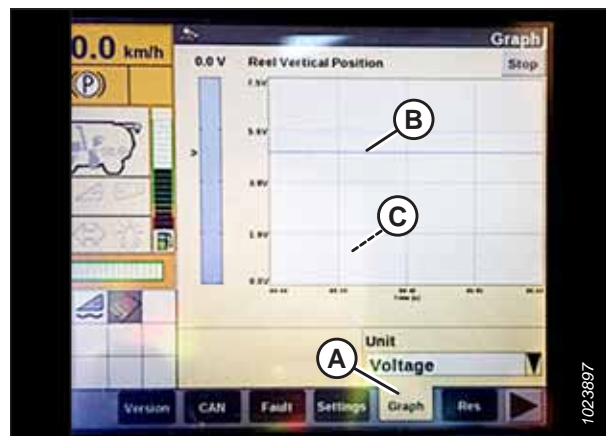 0.0 km/h
Graph
0.0 V
Reel Vertical Position
Stop
(P)
B
C
Unit
A
Voltage
Version
CAN
Fault
Settings
Graph
Res
1023897